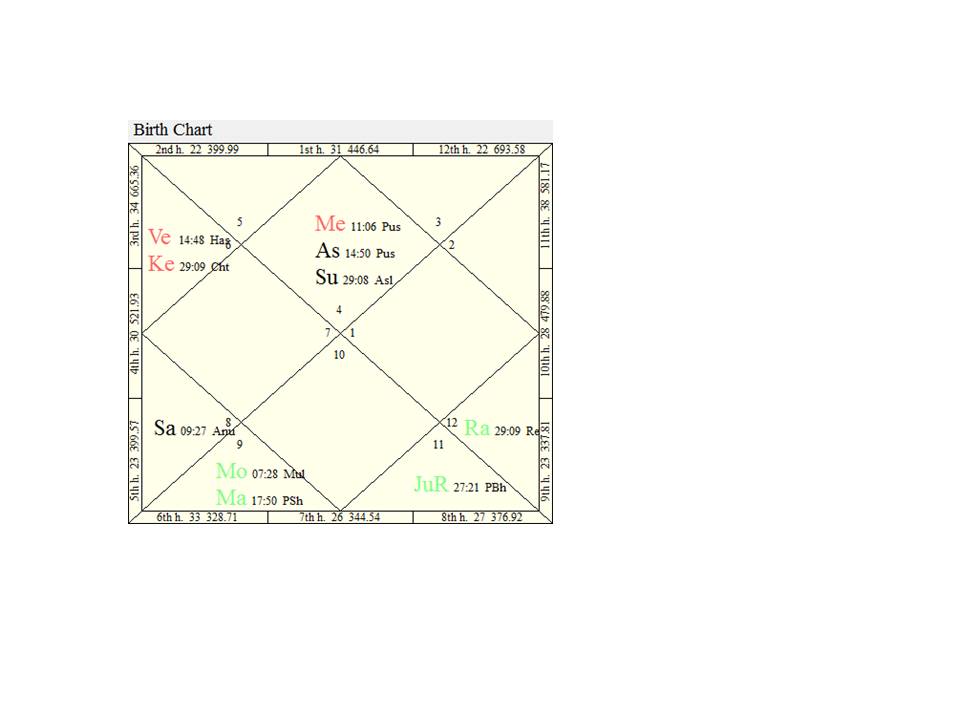 Birth Chart
2nd h. 22 399.99
1st h. 31 446.64
12th h. 22 693.58
3rd h. 34 665.36
11th h. 38 581.17
5
3
Me 11:06 Pus
Ve 14:48 Has
6
2
As 14:50 Pus
Ke 29:09 Cht
Su 29:08 Asl
4
4th h. 30 521.93
7
1
10th h. 28 479.88
10
5th h. 23 399.57
8
Sa 09:27 Anu
12
Ra 29:09 Re
9th h. 23 337.81
9
11
Mo 07:28 Mul
JuR 27:21 PBh
Ma 17:50 PSh
6th h. 33 328.71
7th h. 26 344.54
8th h. 27 376.92